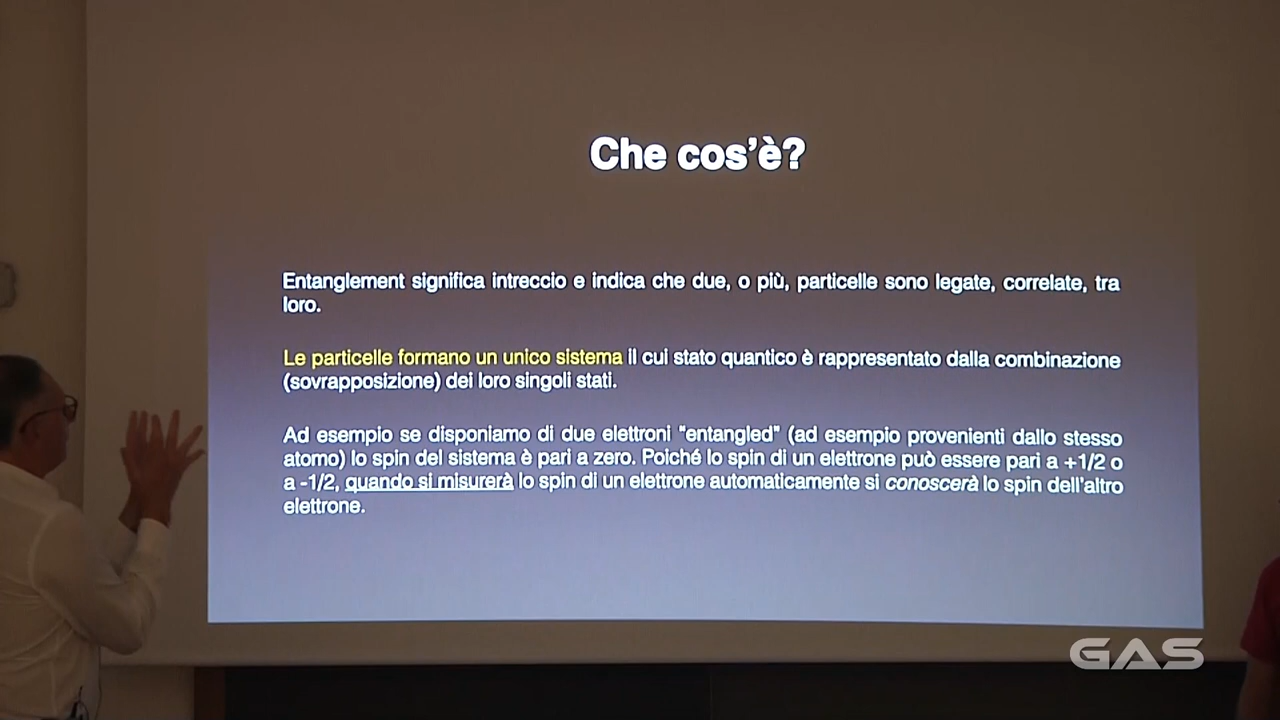 Che cos'è?
Entanglement significa intreccio e indica che due, o più, particelle sono legate, correlate, tra
loro.
Le particelle formano un unico sistema il cui stato quantico è rappresentato dalla combinazione
(sovrapposizione) dei loro singoli stati.
Ad esempio se disponiamo di due elettroni "entangled" (ad esempio provenienti dallo stesso
atomo) lo spin del sistema è pari a zero. Poiché lo spin di un elettrone può essere pari a +1/2 o
a -1/2, quando si misurerà lo spin di un elettrone automaticamente si conoscerà lo spin dell'altro
elettrone.
GAS